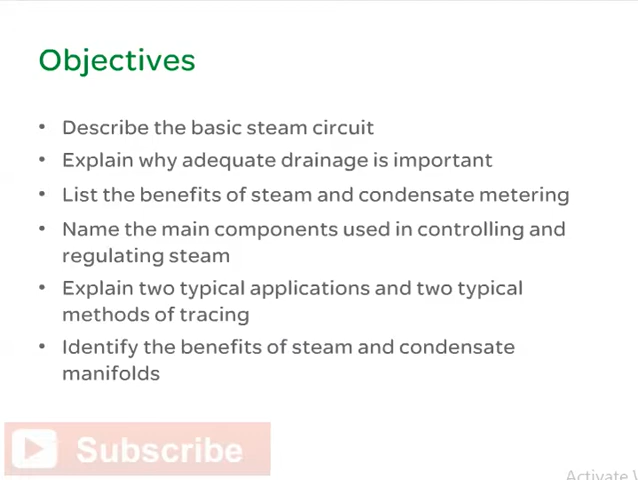 Objectives
• Describe the basic steam circuit
• Explain why adequate drainage is important
• List the benefits of steam and condensate metering
• Name the main components used in controlling and
regulating steam
• Explain two typical applications and two typical
methods of tracing
• Identify the benefits of steam and condensate
manifolds
Subscribe
Activate